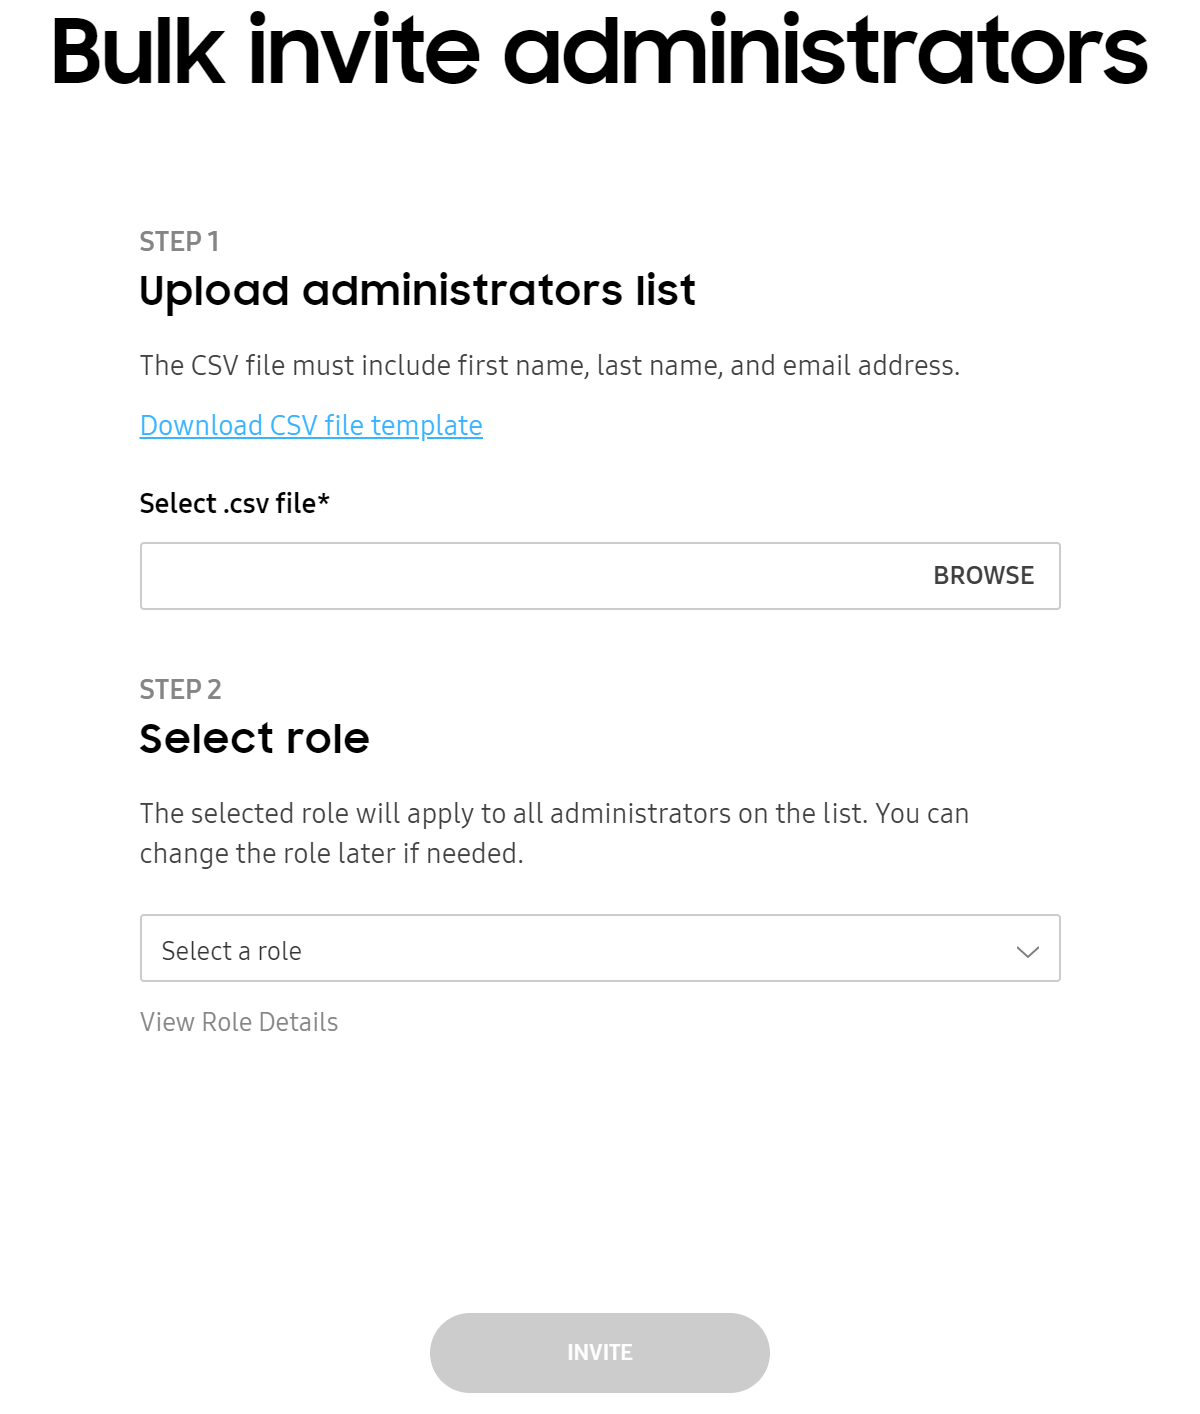 Bulk invite administrators
STEP 1
Upload administrators list
The CSV file must include first name, last name, and email address.
Download CSV file template
Select .csv file*
BROWSE
STEP 2
Select role
The selected role will apply to all administrators on the list. You can
change the role later if needed.
Select a role
View Role Details
INVITE